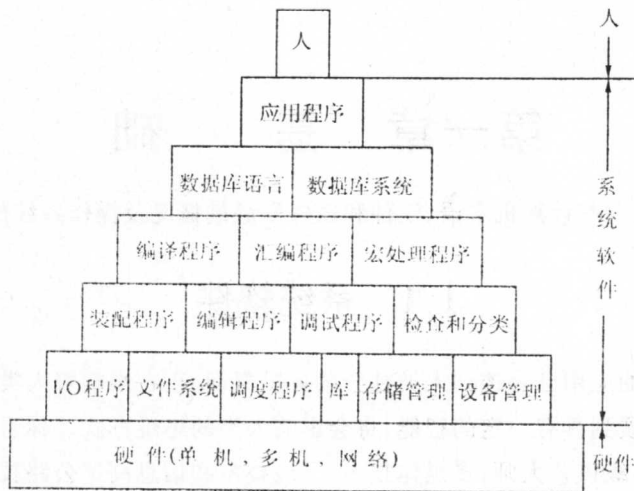 人
人
应用程序
数据库语言 数据库系统
编译程序 汇编程序 宏处理程序
装配程序 编辑程序 调试程序 检查和分类
I/O程序 文件系统 调度程序 库 存储管理 设备管理
硬件(单机、多机、网络)
系统软件
硬件